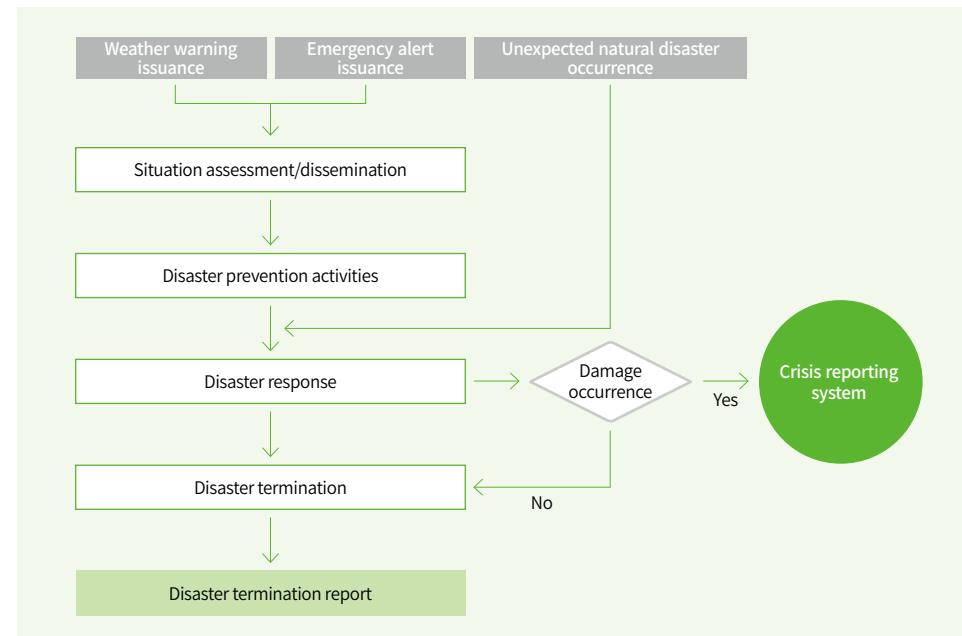 Weather warning
issuance
Emergency alert
issuance
Unexpected natural disaster
occurrence
Situation assessment/dissemination
Disaster prevention activities
Disaster response
Damage
occurrence
Yes
Crisis reporting
system
Disaster termination
No
Disaster termination report